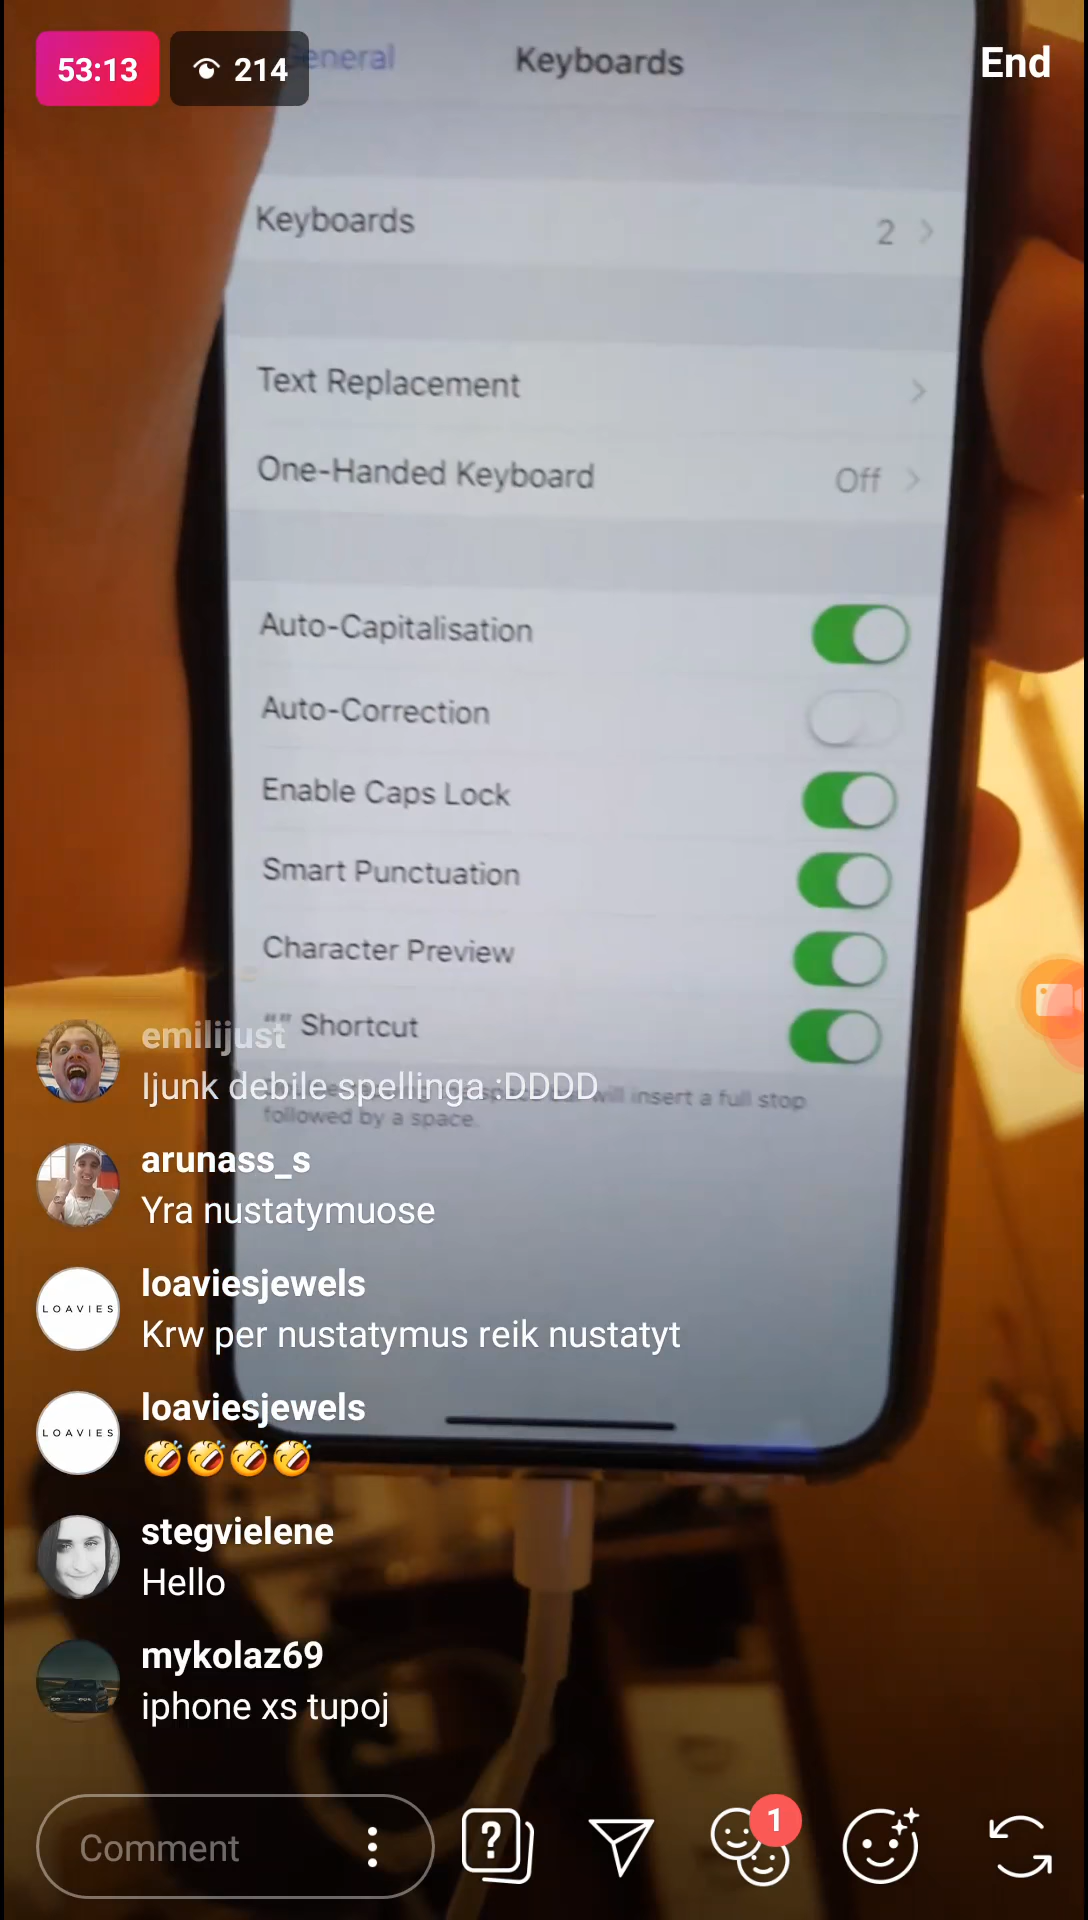 53:13
214
eneral
Keyboards
End
Keyboards
2
Text Replacement
One-Handed Keyboard
Off
Auto-Capitalisation
Auto-Correction
Enable Caps Lock
Smart Punctuation
Character Preview
“” Shortcut
will insert a full stop
followed by a space.
emilijust
Ijunk debile spellinga :DDDD
arunass_s
Yra nustatymuose
LOAVIES
loaviesjewels
Krw per nustatymus reik nustatyt
LOAVIES
loaviesjewels
🤣🤣🤣🤣
stegvielene
Hello
mykolaz69
iphone xs tupoj
Comment
?
1